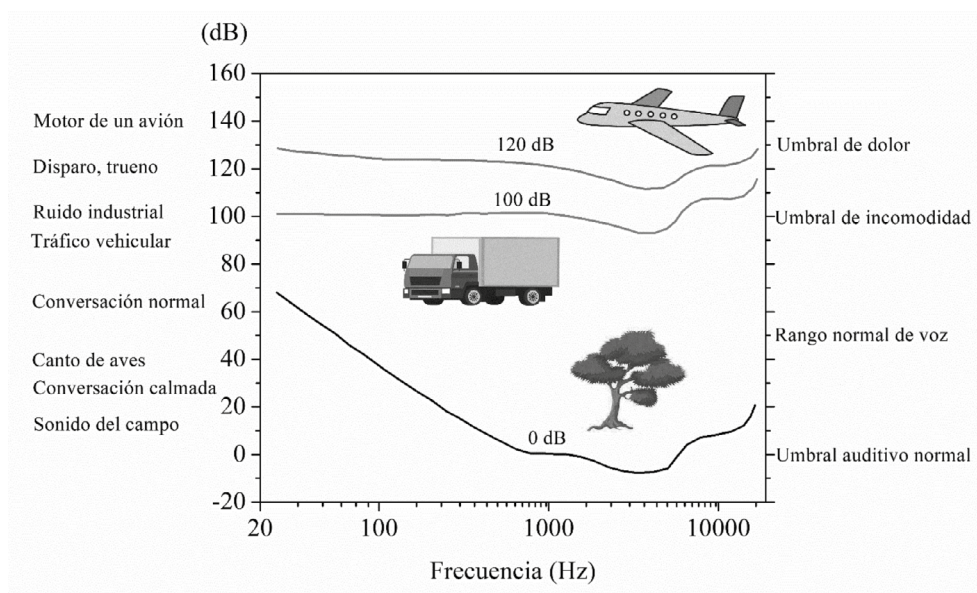 (dB)
160
140
120
100
80
60
40
20
0
-20
Motor de un avión
Disparo, trueno
Ruido industrial
Tráfico vehicular
Conversación normal
Canto de aves
Conversación calmada
Sonido del campo
120 dB
100 dB
0 dB
Umbral de dolor
Umbral de incomodidad
Rango normal de voz
Umbral auditivo normal
20
100
1000
10000
Frecuencia (Hz)